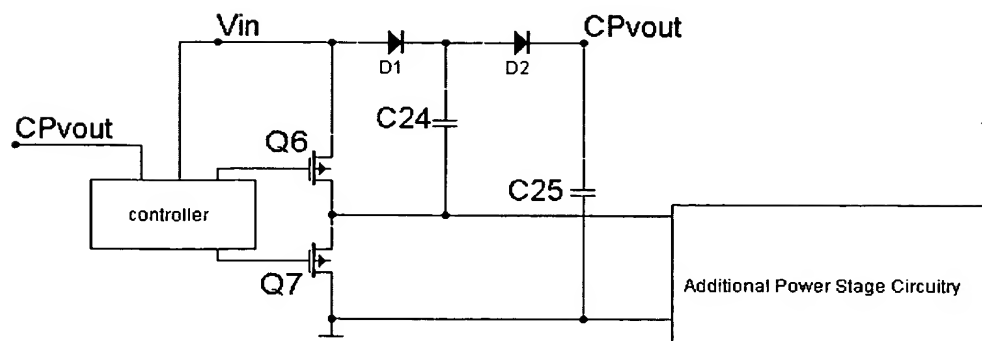 Vin
CPvout
D1
D2
C24
CPvout
Q6
C25
controller
Q7
Additional Power Stage Circuitry